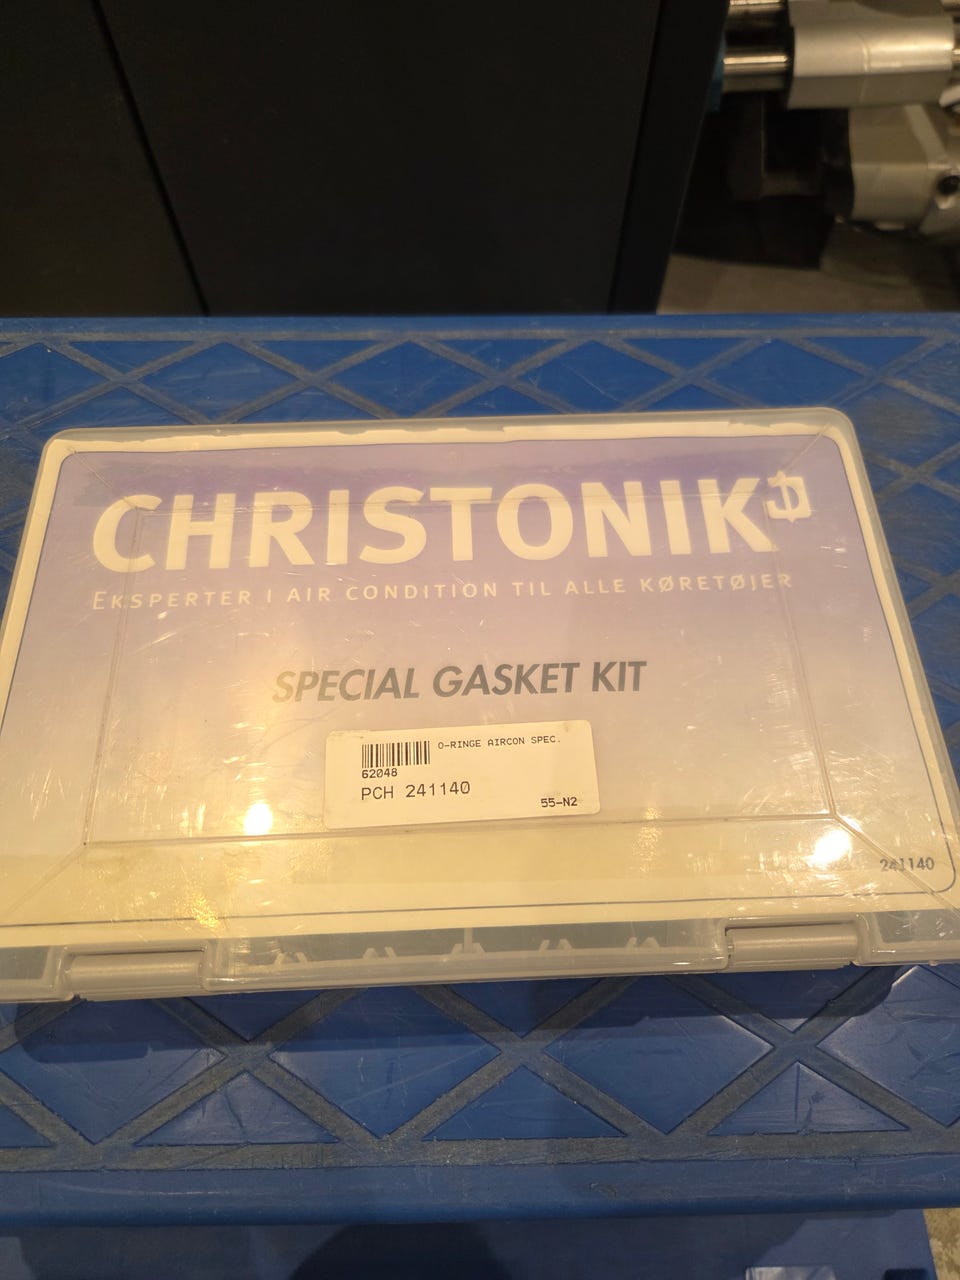 CHRISTONIK
EKSPERTER I AIR CONDITION TIL ALLE KØRETØJER
SPECIAL GASKET KIT
O-RINGE AIRCON SPEC.
62048
PCH 241140
55-N2
241140